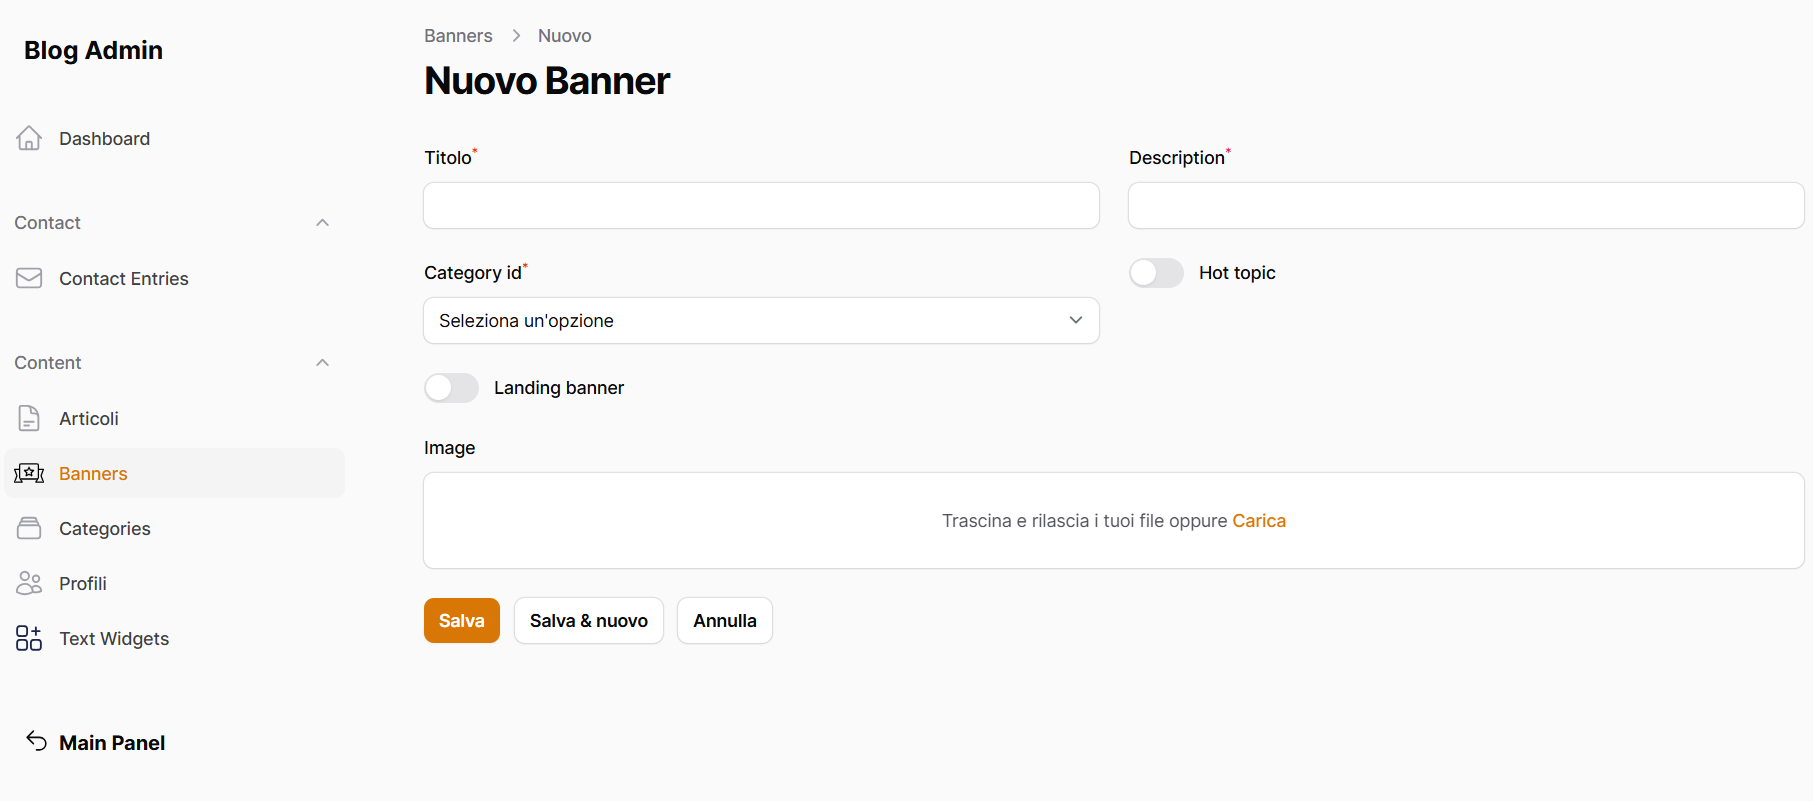 Blog Admin
Dashboard
Contact
Contact Entries
Content
Articoli
Banners
Categories
Profili
Text Widgets
Main Panel
Banners > Nuovo
Nuovo Banner
Titolo*
Description*
Category id*
Seleziona un'opzione
Hot topic
Landing banner
Image
Trascina e rilascia i tuoi file oppure Carica
Salva
Salva & nuovo
Annulla